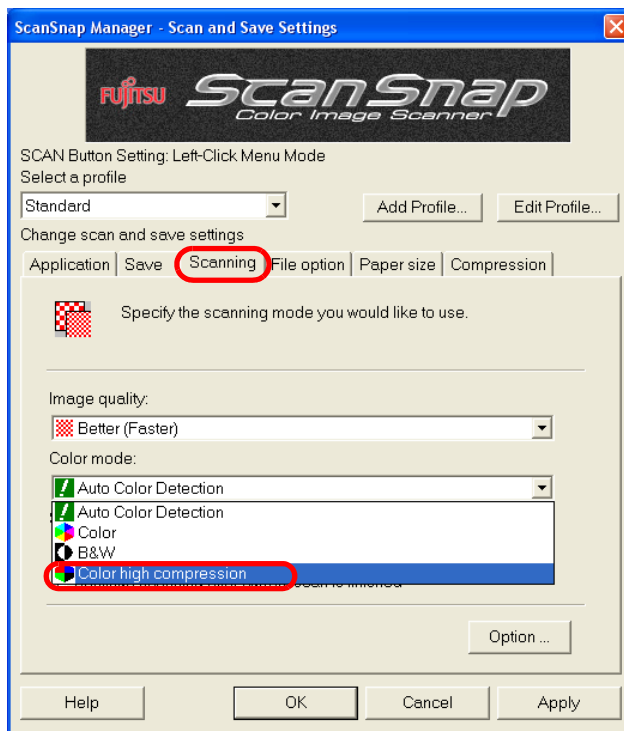 ScanSnap Manager - Scan and Save Settings
FUJITSU ScanSnap
Color Image Scanner
SCAN Button Setting: Left-Click Menu Mode
Select a profile
Standard Add Profile... Edit Profile...
Change scan and save settings
Application Save Scanning File option Paper size Compression
Specify the scanning mode you would like to use.
Image quality:
Better (Faster)
Color mode:
Auto Color Detection
Auto Color Detection
Color
B&W
Color high compression
scan is finished
Option ...
Help OK Cancel Apply